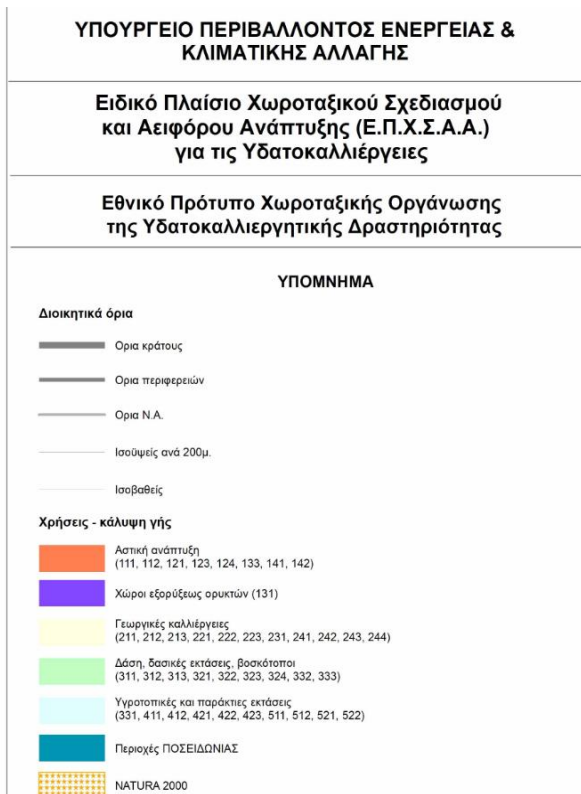 ΥΠΟΥΡΓΕΙΟ ΠΕΡΙΒΑΛΛΟΝΤΟΣ ΕΝΕΡΓΕΙΑΣ &
ΚΛΙΜΑΤΙΚΗΣ ΑΛΛΑΓΗΣ
Ειδικό Πλαίσιο Χωροταξικού Σχεδιασμού
και Αειφόρου Ανάπτυξης (Ε.Π.Χ.Σ.Α.Α.)
για τις Υδατοκαλλιέργειες
Εθνικό Πρότυπο Χωροταξικής Οργάνωσης
της Υδατοκαλλιεργητικής Δραστηριότητας
ΥΠΟΜΝΗΜΑ
Διοικητικά όρια
Ορια κράτους
Ορια περιφερειών
Ορια Ν.Α.
Ισοϋψείς ανά 200μ.
Ισοβαθείς
Χρήσεις - κάλυψη γής
Αστική ανάπτυξη
(111, 112, 121, 123, 124, 133, 141, 142)
Χώροι εξορύξεως ορυκτών (131)
Γεωργικές καλλιέργειες
(211, 212, 213, 221, 222, 223, 231, 241, 242, 243, 244)
Δάση, δασικές εκτάσεις, βοσκότοποι
(311, 312, 313, 321, 322, 323, 324, 332, 333)
Υγροτοπικές και παράκτιες εκτάσεις
(331, 411, 412, 421, 422, 423, 511, 512, 521, 522)
Περιοχές ΠΟΣΕΙΔΩΝΙΑΣ
NATURA 2000